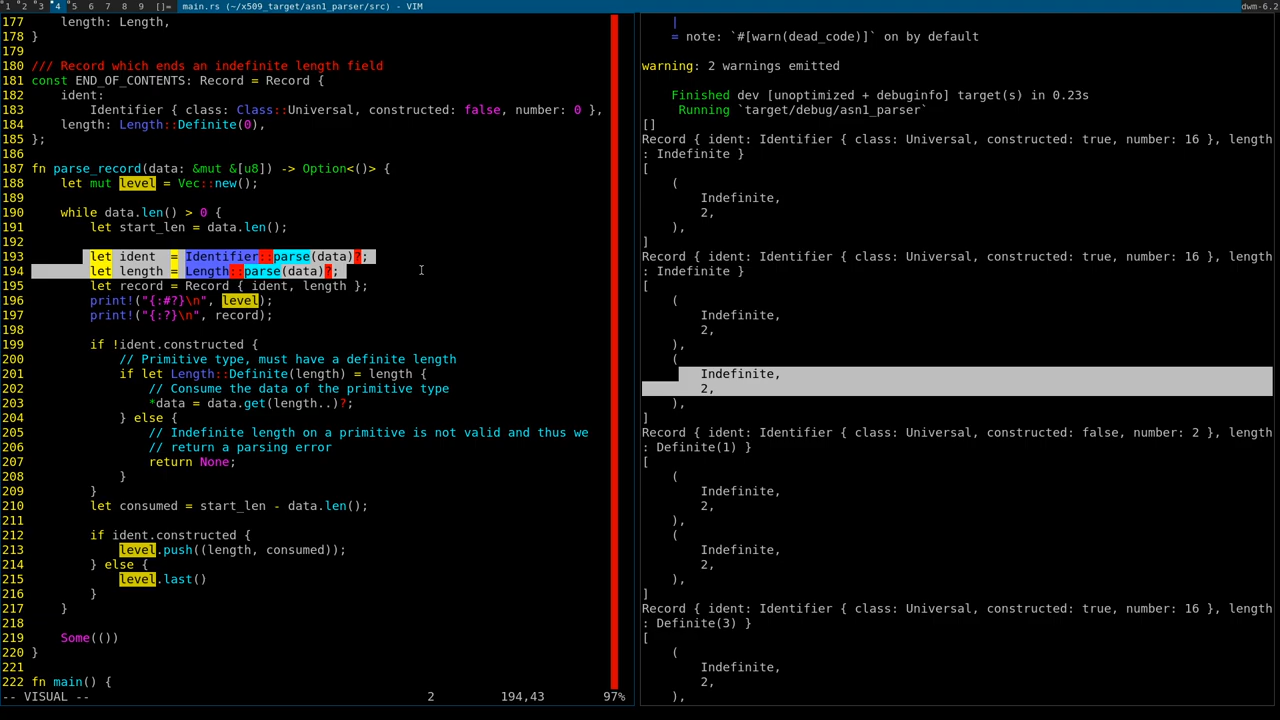 1 2 3 4 5 6 7 8 9 []= main.rs (~/x509_target/asn1_parser/src) - VIM dwm-6.2
177     length: Length,
178 }
179
180 /// Record which ends an indefinite length field
181 const END_OF_CONTENTS: Record = Record {
182     ident:
183         Identifier { class: Class::Universal, constructed: false, number: 0 },
184     length: Length::Definite(0),
185 };
186
187 fn parse_record(data: &mut &[u8]) -> Option<()> {
188     let mut level = Vec::new();
189
190     while data.len() > 0 {
191         let start_len = data.len();
192
193         let ident  = Identifier::parse(data)?;
194         let length = Length::parse(data)?;
195         let record = Record { ident, length };
196         print!("{:#?}\n", level);
197         print!("{:?}\n", record);
198
199         if !ident.constructed {
200             // Primitive type, must have a definite length
201             if let Length::Definite(length) = length {
202                 // Consume the data of the primitive type
203                 *data = data.get(length..)?;
204             } else {
205                 // Indefinite length on a primitive is not valid and thus we
206                 // return a parsing error
207                 return None;
208             }
209         }
210         let consumed = start_len - data.len();
211
212         if ident.constructed {
213             level.push((length, consumed));
214         } else {
215             level.last()
216         }
217     }
218
219     Some(())
220 }
221
222 fn main() {
-- VISUAL -- 2 194,43 97%
    |
    = note: `#[warn(dead_code)]` on by default

warning: 2 warnings emitted

    Finished dev [unoptimized + debuginfo] target(s) in 0.23s
     Running `target/debug/asn1_parser`
[]
Record { ident: Identifier { class: Universal, constructed: true, number: 16 }, length
: Indefinite }
[
    (
        Indefinite,
        2,
    ),
]
Record { ident: Identifier { class: Universal, constructed: true, number: 16 }, length
: Indefinite }
[
    (
        Indefinite,
        2,
    ),
    (
        Indefinite,
        2,
    ),
]
Record { ident: Identifier { class: Universal, constructed: false, number: 2 }, length
: Definite(1) }
[
    (
        Indefinite,
        2,
    ),
    (
        Indefinite,
        2,
    ),
]
Record { ident: Identifier { class: Universal, constructed: true, number: 16 }, length
: Definite(3) }
[
    (
        Indefinite,
        2,
    ),